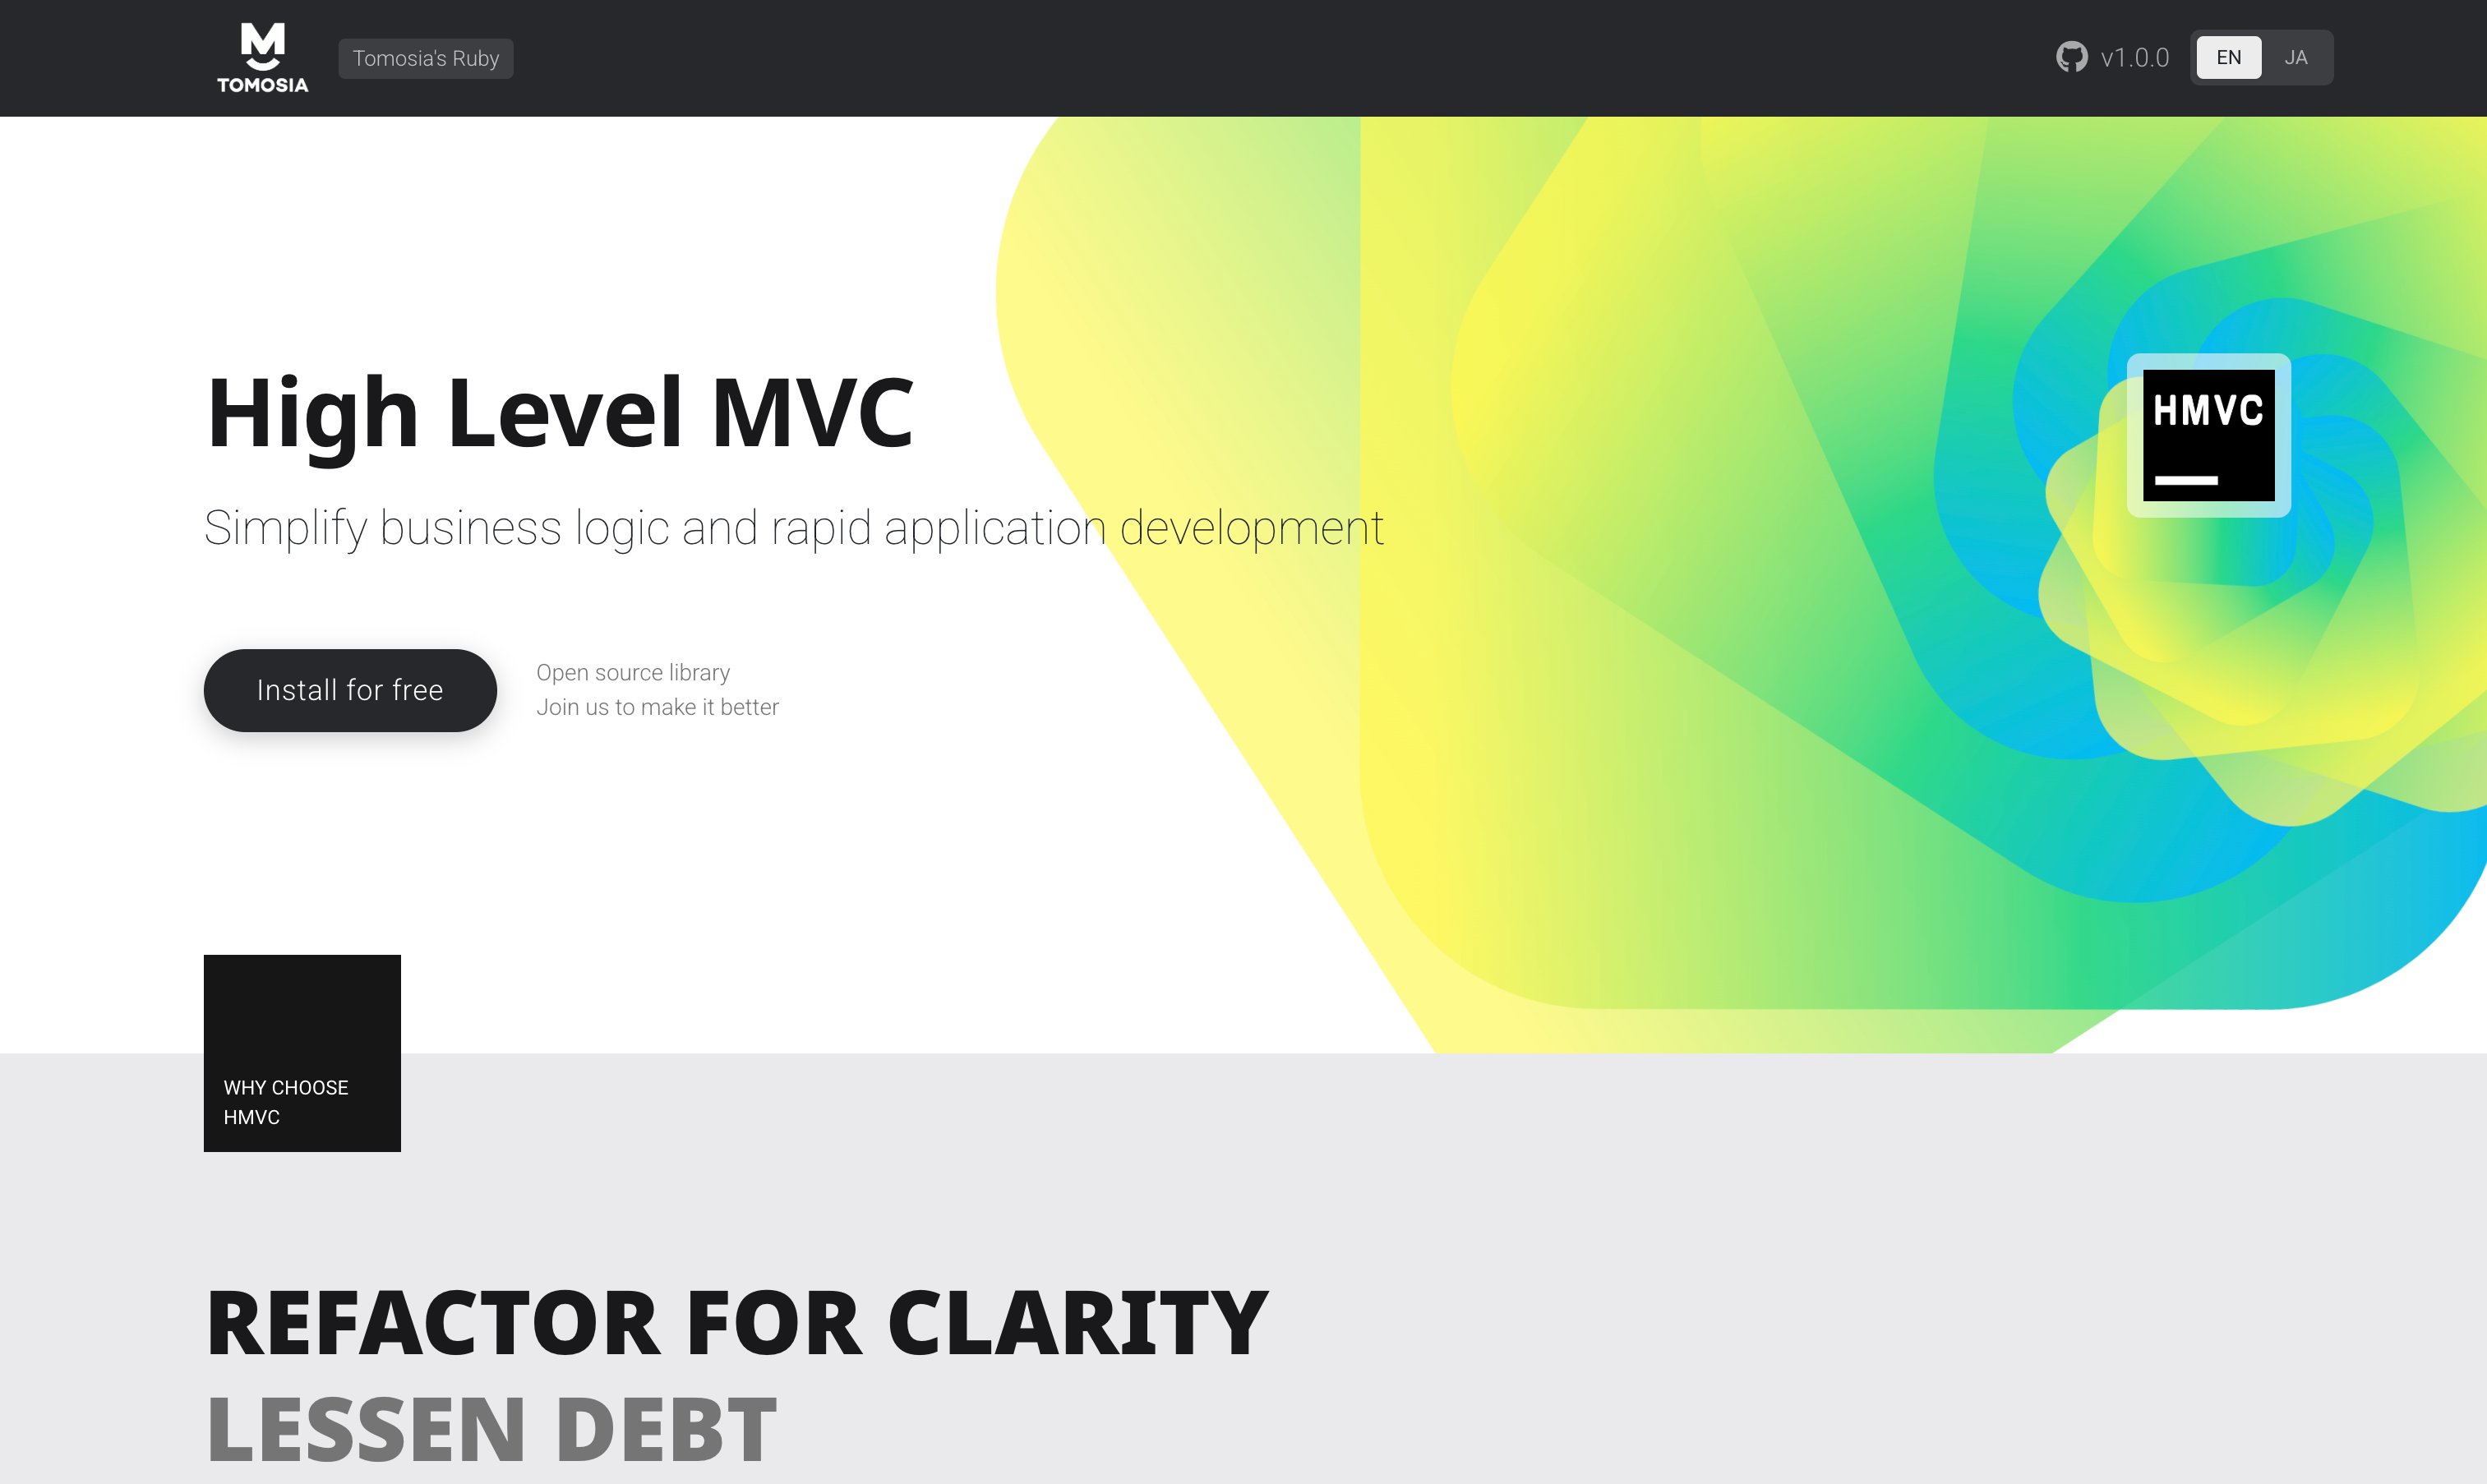 TOMOSIA
Tomosia's Ruby
v1.0.0
EN
JA
High Level MVC
Simplify business logic and rapid application development
HMVC
Install for free
Open source library
Join us to make it better
WHY CHOOSE
HMVC
REFACTOR FOR CLARITY
LESSEN DEBT